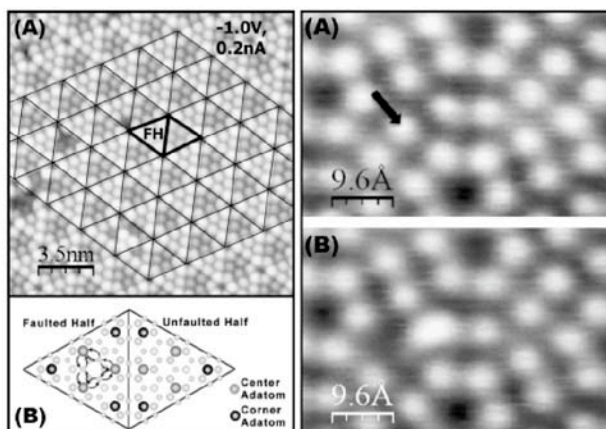 (A)
-1.0V,
0.2nA
FH
3.5nm
Faulted Half
Unfaulted Half
Center
Adatom
Corner
Adatom
(B)
(A)
9.6Å
(B)
9.6Å